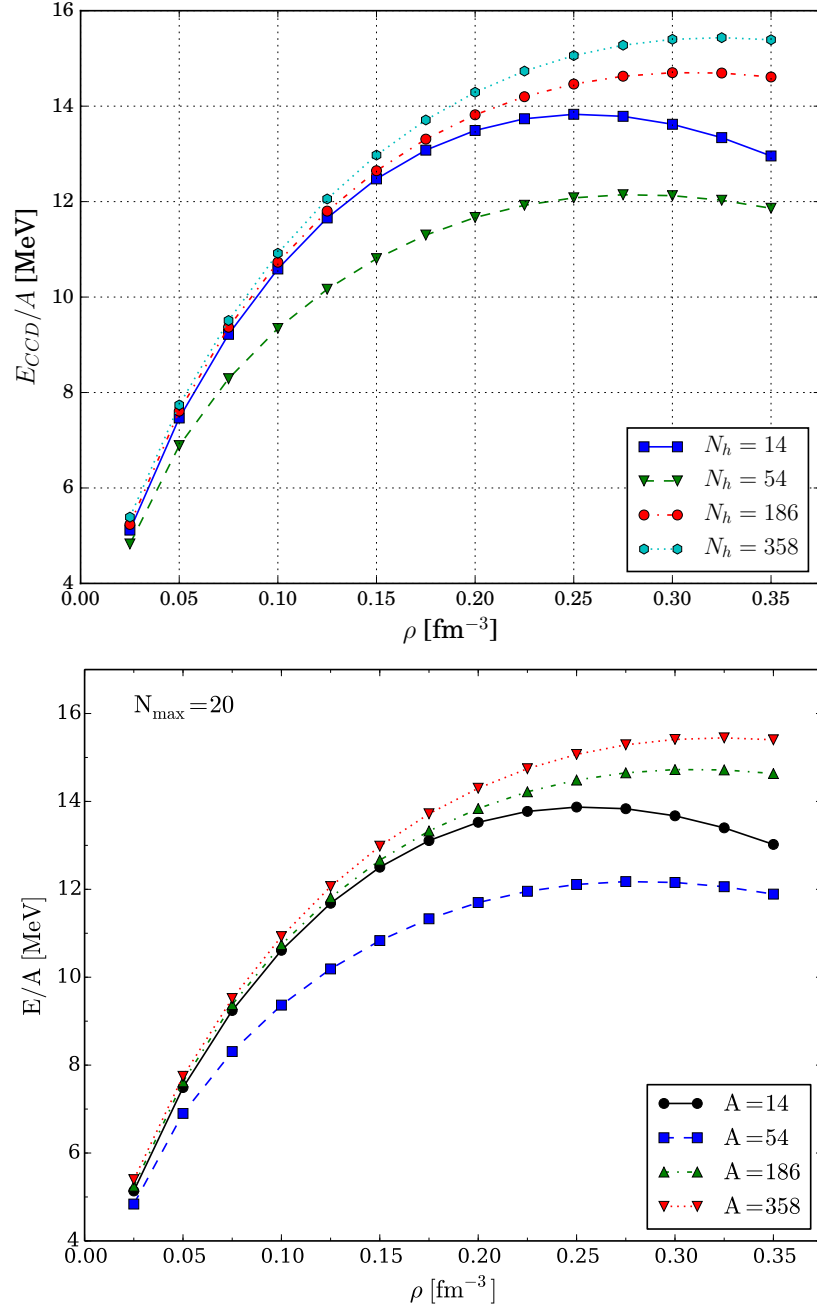 16
14
12
10
8
6
4
E_{CCD}/A [MeV]
N_h = 14
N_h = 54
N_h = 186
N_h = 358
0.00 0.05 0.10 0.15 0.20 0.25 0.30 0.35
ρ [fm⁻³]
N_{max}=20
16
14
12
10
8
6
4
E/A [MeV]
A=14
A=54
A=186
A=358
0.00 0.05 0.10 0.15 0.20 0.25 0.30 0.35
ρ [fm⁻³]